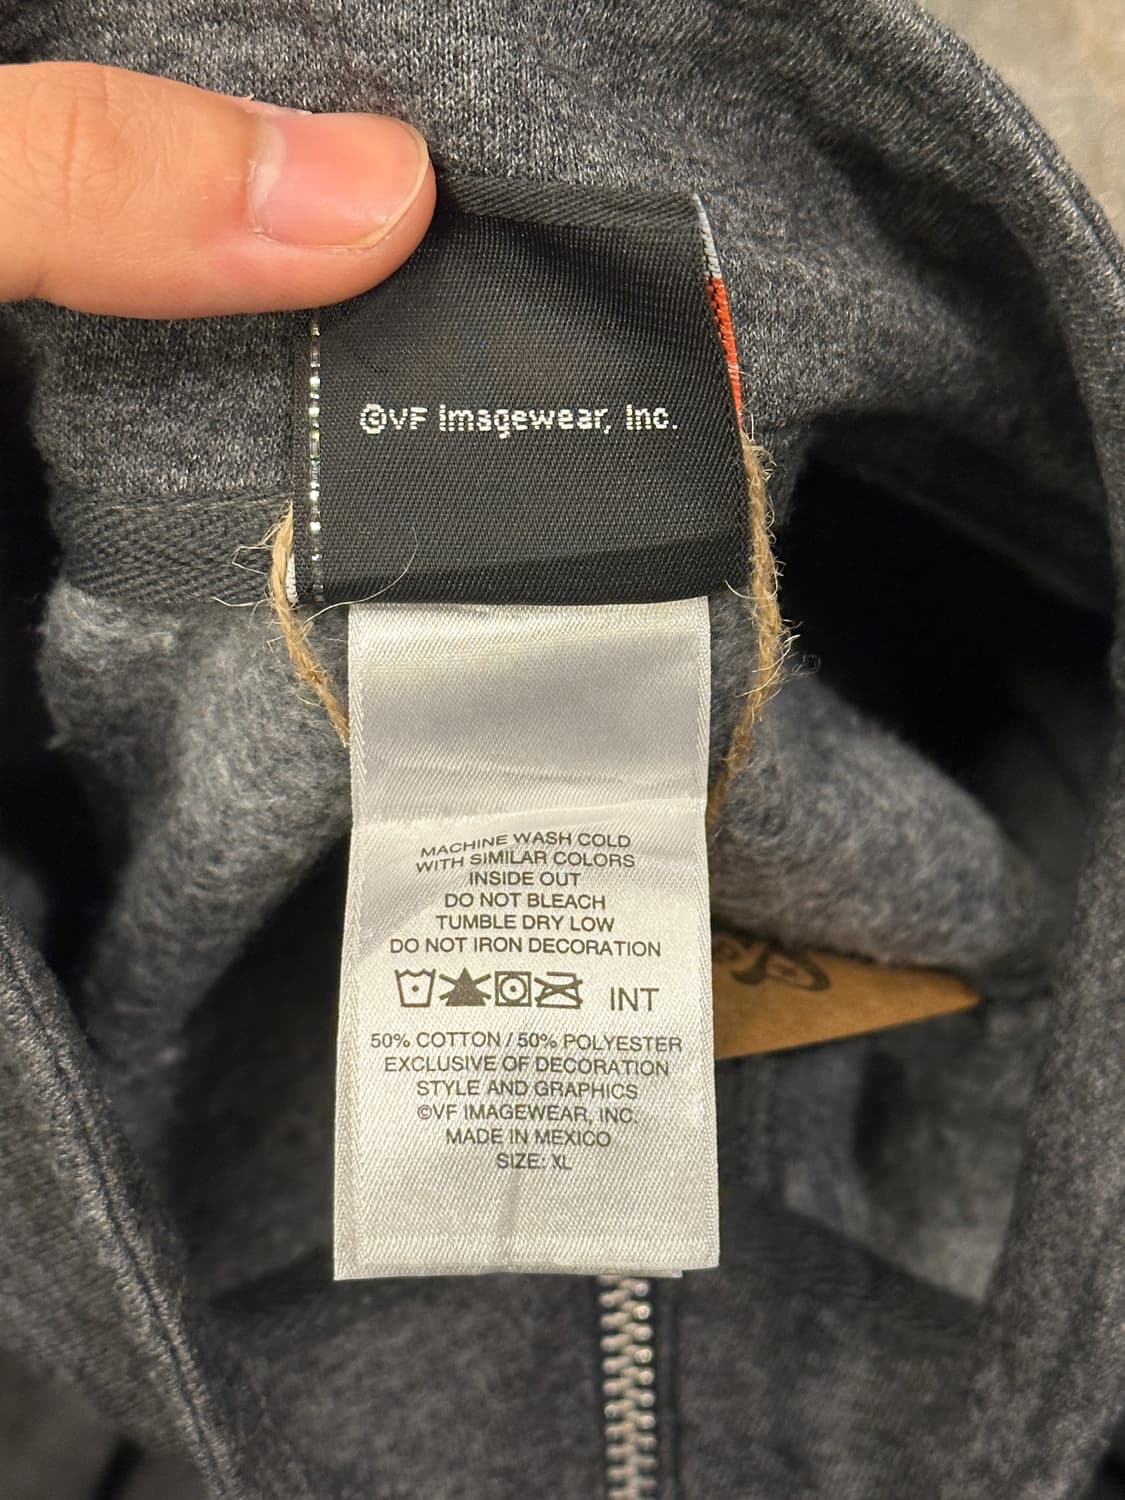 ©VF Imagewear, Inc.
MACHINE WASH COLD
WITH SIMILAR COLORS
INSIDE OUT
DO NOT BLEACH
TUMBLE DRY LOW
DO NOT IRON DECORATION
INT
50% COTTON / 50% POLYESTER
EXCLUSIVE OF DECORATION
STYLE AND GRAPHICS
©VF IMAGEWEAR, INC.
MADE IN MEXICO
SIZE: XL